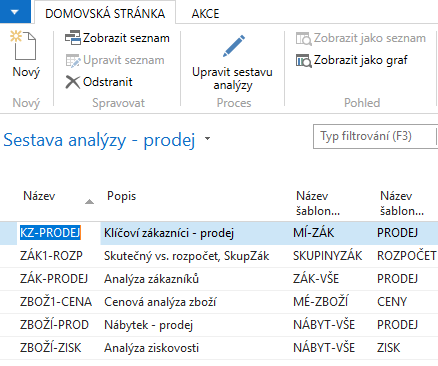 DOMOVSKÁ STRÁNKA AKCE
Nový
Zobrazit seznam
Upravit seznam
Odstranit
Upravit sestavu
analýzy
Zobrazit jako seznam
Zobrazit jako graf
Nový Spravovat Proces Pohled
Sestava analýzy - prodej
Typ filtrování (F3)
Název Popis Název šablon... Název šablon...
KZ-PRODEJ Klíčoví zákazníci - prodej MÍ-ZÁK PRODEJ
ZÁK1-ROZP Skutečný vs. rozpočet, SkupZák SKUPINYZÁK ROZPOČET
ZÁK-PRODEJ Analýza zákazníků ZÁK-VŠE PRODEJ
ZBOŽ1-CENA Cenová analýza zboží MÉ-ZBOŽÍ CENY
ZBOŽÍ-PROD Nábytek - prodej NÁBYT-VŠE PRODEJ
ZBOŽÍ-ZISK Analýza ziskovosti NÁBYT-VŠE ZISK